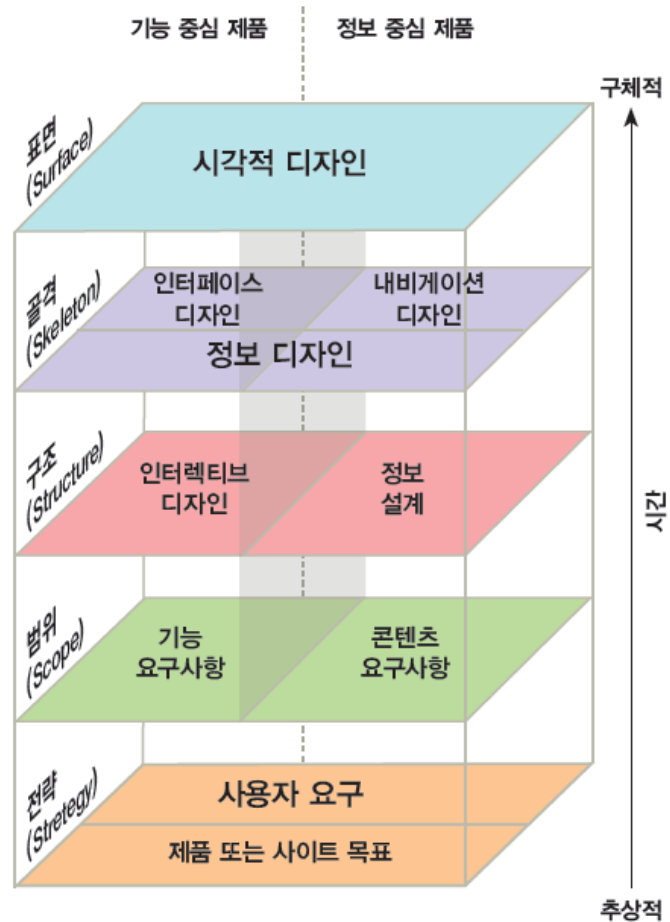 기능 중심 제품
정보 중심 제품
구체적
표면
(Surface)
시각적 디자인
골격
(Skeleton)
인터페이스
디자인
내비게이션
디자인
정보 디자인
구조
(Structure)
인터렉티브
디자인
정보
설계
시간
범위
(Scope)
기능
요구사항
콘텐츠
요구사항
전략
(Stretegy)
사용자 요구
제품 또는 사이트 목표
추상적